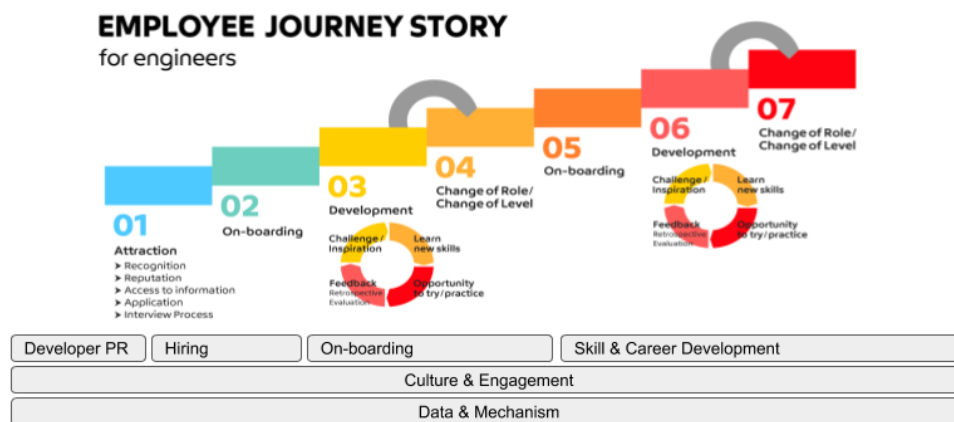 EMPLOYEE JOURNEY STORY
for engineers
01
Attraction
➤ Recognition
➤ Reputation
➤ Access to information
➤ Application
➤ Interview Process
02
On-boarding
03
Development
Challenge /
Inspiration
Learn
new skills
Feedback
Retrospective
Evaluation
Opportunity
to try/practice
04
Change of Role/
Change of Level
05
On-boarding
06
Development
Challenge /
Inspiration
Learn
new skills
Feedback
Retrospective
Evaluation
Opportunity
to try/practice
07
Change of Role/
Change of Level
Developer PR
Hiring
On-boarding
Skill & Career Development
Culture & Engagement
Data & Mechanism